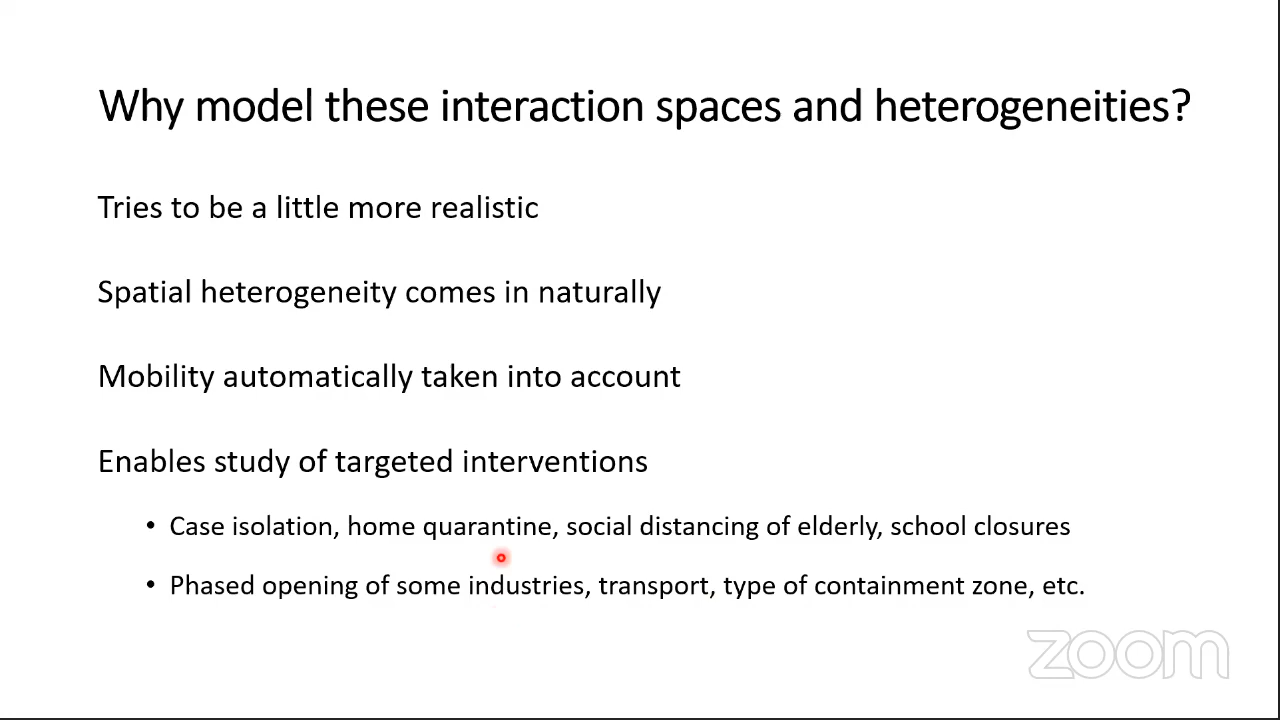 Why model these interaction spaces and heterogeneities?
Tries to be a little more realistic
Spatial heterogeneity comes in naturally
Mobility automatically taken into account
Enables study of targeted interventions
• Case isolation, home quarantine, social distancing of elderly, school closures
• Phased opening of some industries, transport, type of containment zone, etc.
zoom